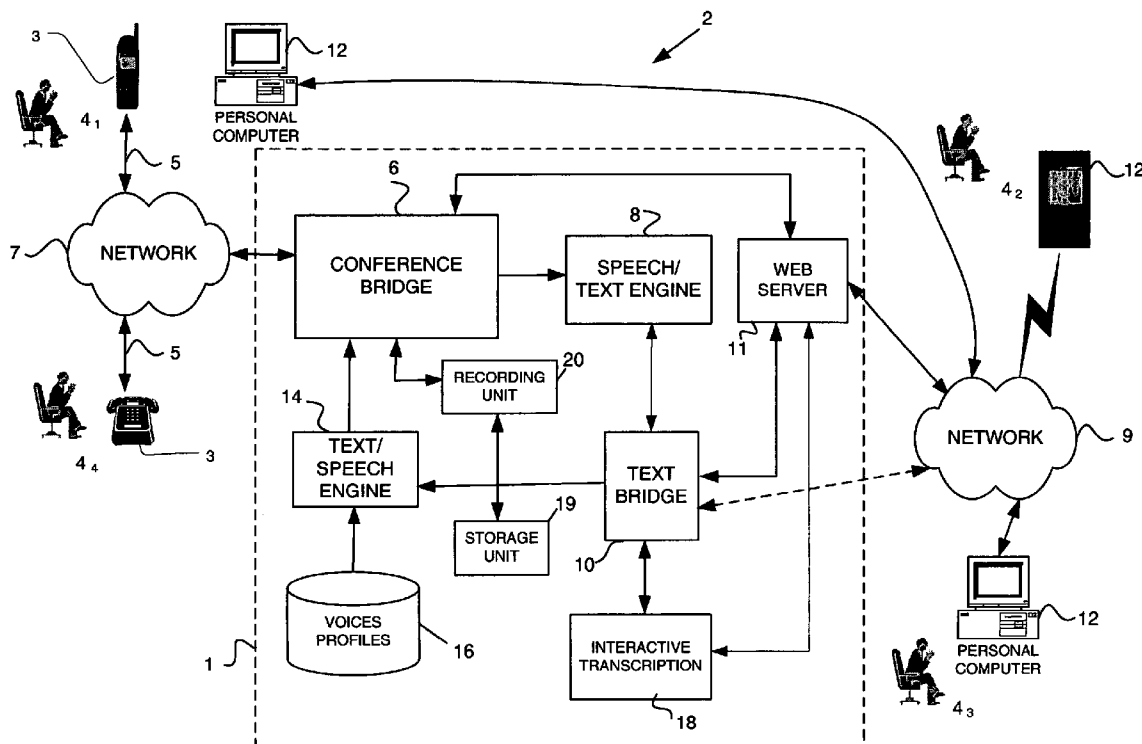 3
4₁
5
12
PERSONAL
COMPUTER
2
4₂
12
7
NETWORK
6
CONFERENCE
BRIDGE
8
SPEECH/
TEXT ENGINE
WEB
SERVER
11
5
4₄
3
20
RECORDING
UNIT
14
TEXT/
SPEECH
ENGINE
19
STORAGE
UNIT
TEXT
BRIDGE
10
NETWORK
9
VOICES
PROFILES
16
1
INTERACTIVE
TRANSCRIPTION
18
12
PERSONAL
COMPUTER
4₃